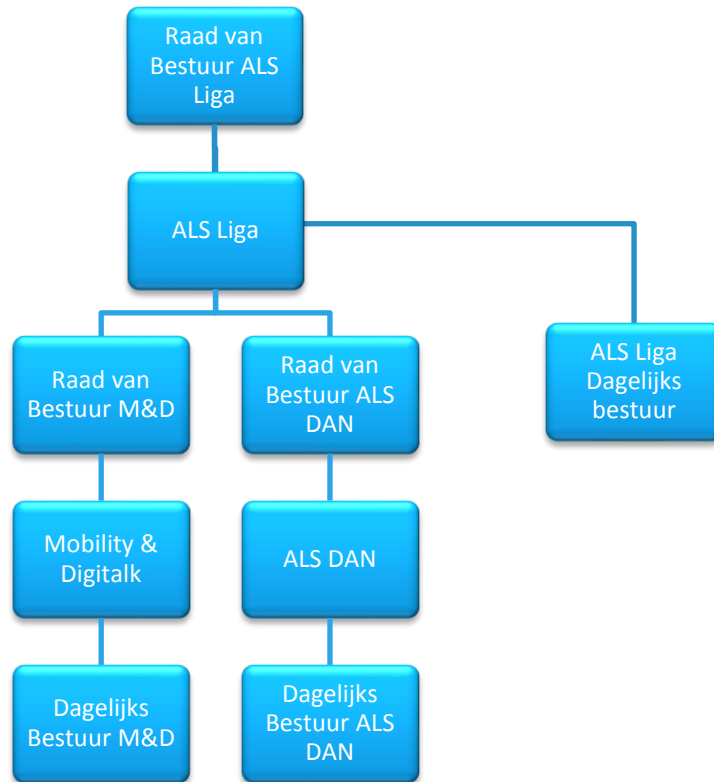 Raad van
Bestuur ALS
Liga
ALS Liga
Raad van
Bestuur M&D
Raad van
Bestuur ALS
DAN
ALS Liga
Dagelijks
bestuur
Mobility &
Digitalk
ALS DAN
Dagelijks
Bestuur M&D
Dagelijks
Bestuur ALS
DAN